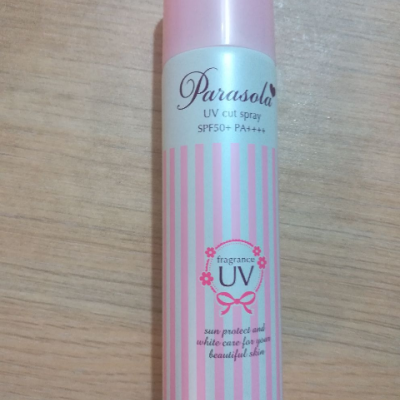 Parasola
UV cut spray
SPF50+ PA++++
fragrance
UV
sun protect and
white care for your
beautiful skin